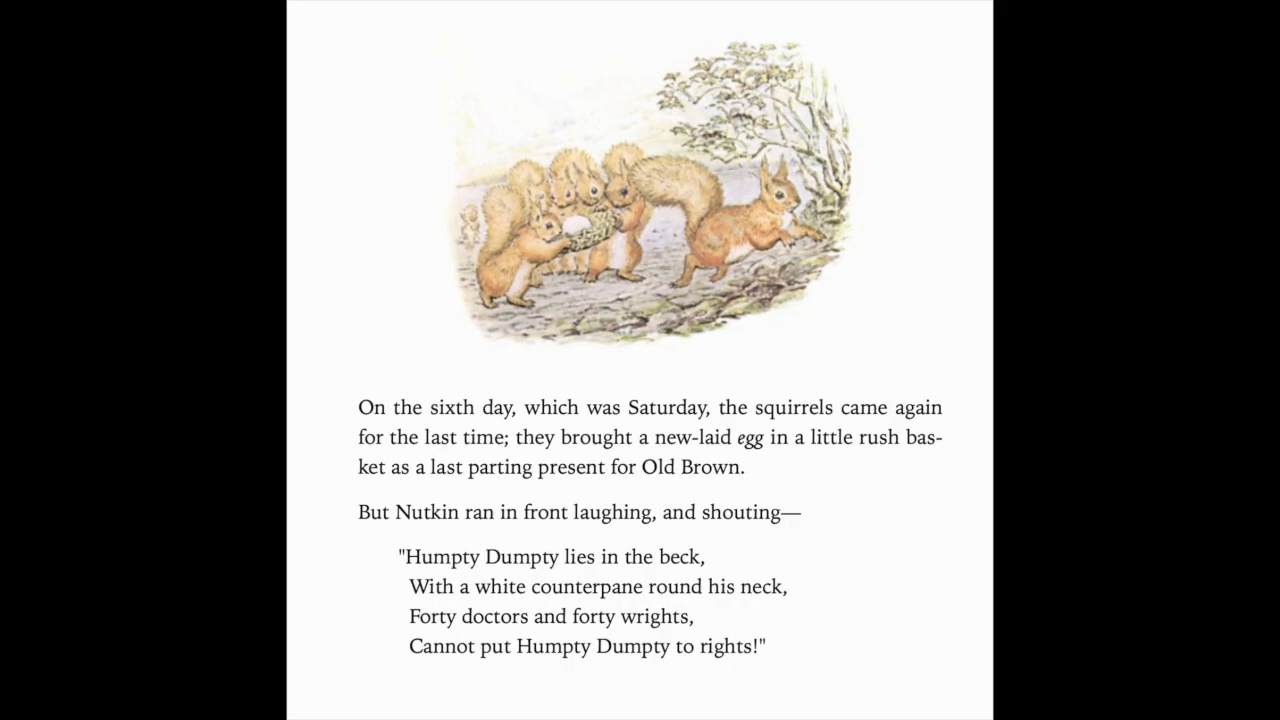 On the sixth day, which was Saturday, the squirrels came again
for the last time; they brought a new-laid egg in a little rush bas-
ket as a last parting present for Old Brown.
But Nutkin ran in front laughing, and shouting—
"Humpty Dumpty lies in the beck,
With a white counterpane round his neck,
Forty doctors and forty wrights,
Cannot put Humpty Dumpty to rights!"